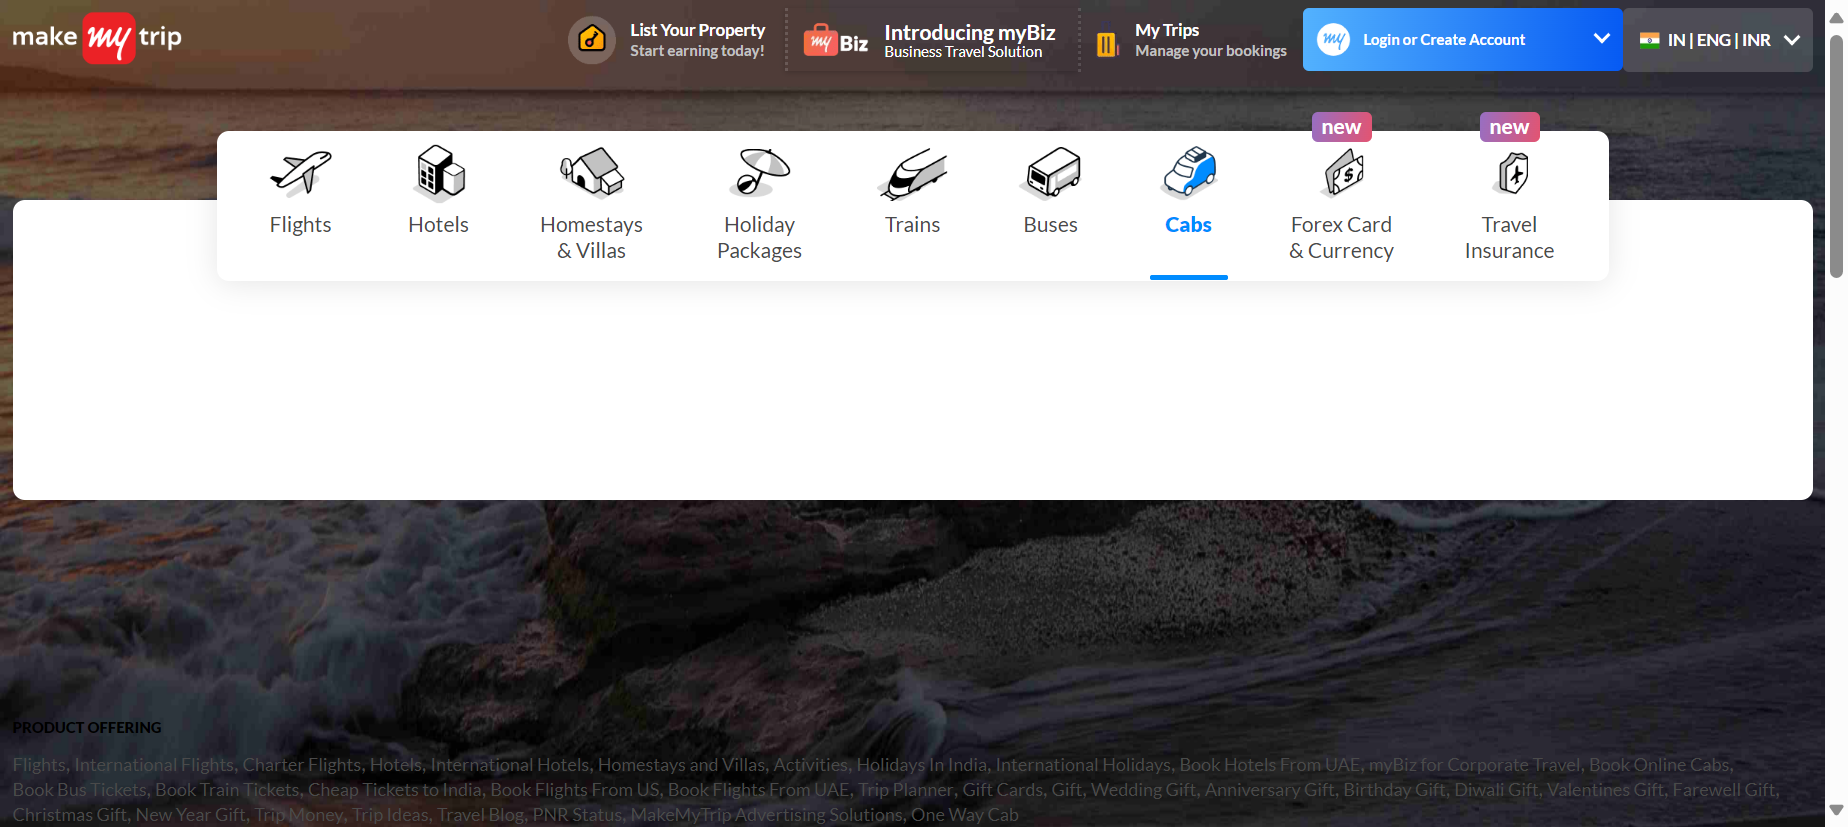 make my trip
List Your Property
Start earning today!
my Biz
Introducing myBiz
Business Travel Solution
My Trips
Manage your bookings
my
Login or Create Account
IN | ENG | INR
new
new
Flights
Hotels
Homestays
& Villas
Holiday
Packages
Trains
Buses
Cabs
Forex Card
& Currency
Travel
Insurance
PRODUCT OFFERING
Flights, International Flights, Charter Flights, Hotels, International Hotels, Homestays and Villas, Activities, Holidays In India, International Holidays, Book Hotels From UAE, myBiz for Corporate Travel, Book Online Cabs,
Book Bus Tickets, Book Train Tickets, Cheap Tickets to India, Book Flights From US, Book Flights From UAE, Trip Planner, Gift Cards, Gift, Wedding Gift, Anniversary Gift, Birthday Gift, Diwali Gift, Valentines Gift, Farewell Gift,
Christmas Gift, New Year Gift, Trip Money, Trip Ideas, Travel Blog, PNR Status, MakeMyTrip Advertising Solutions, One Way Cab